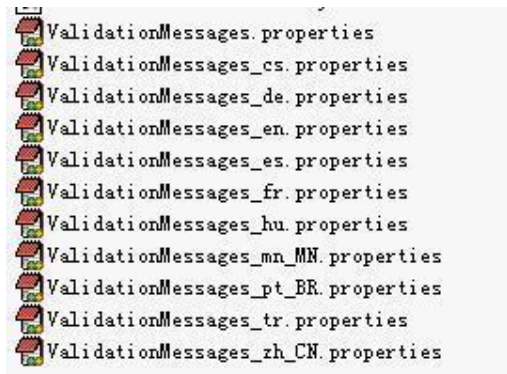 ValidationMessages.properties
ValidationMessages_cs.properties
ValidationMessages_de.properties
ValidationMessages_en.properties
ValidationMessages_es.properties
ValidationMessages_fr.properties
ValidationMessages_hu.properties
ValidationMessages_mn_MN.properties
ValidationMessages_pt_BR.properties
ValidationMessages_tr.properties
ValidationMessages_zh_CN.properties